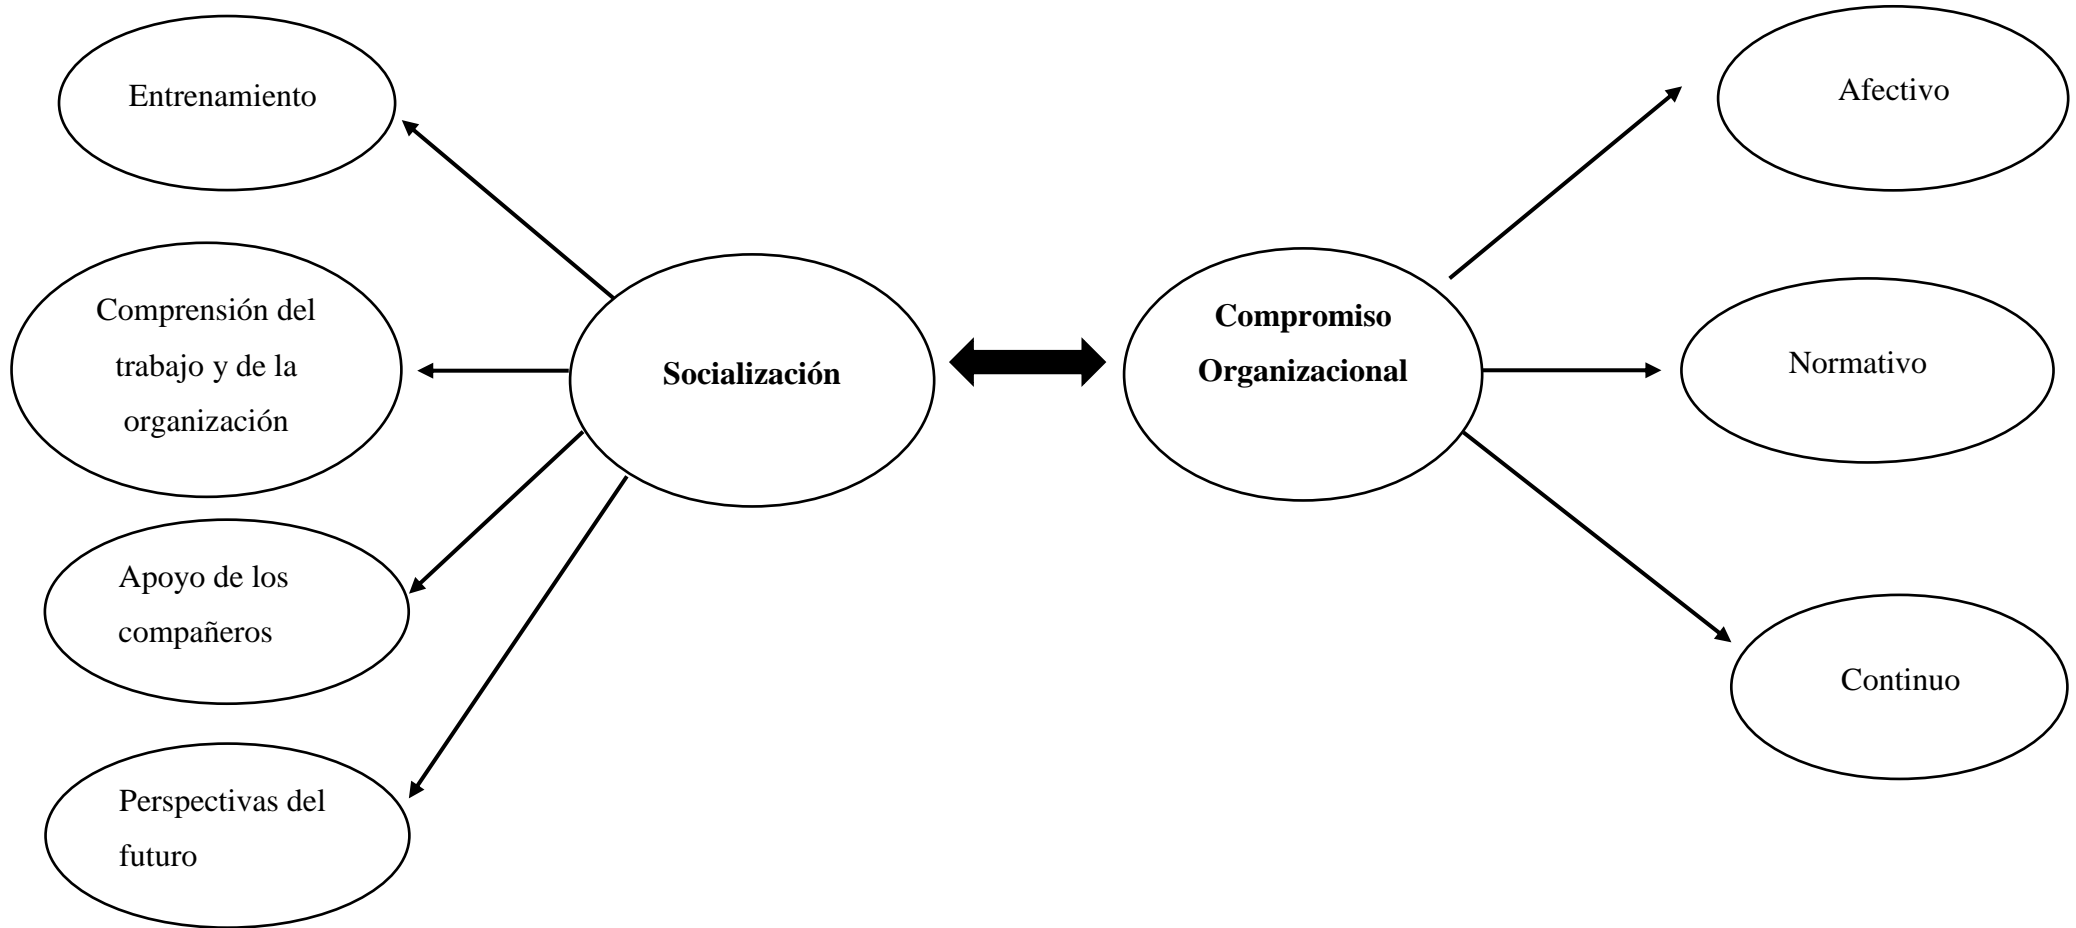 Entrenamiento
Comprensión del
trabajo y de la
organización
Apoyo de los
compañeros
Perspectivas del
futuro
Socialización
Compromiso
Organizacional
Afectivo
Normativo
Continuo